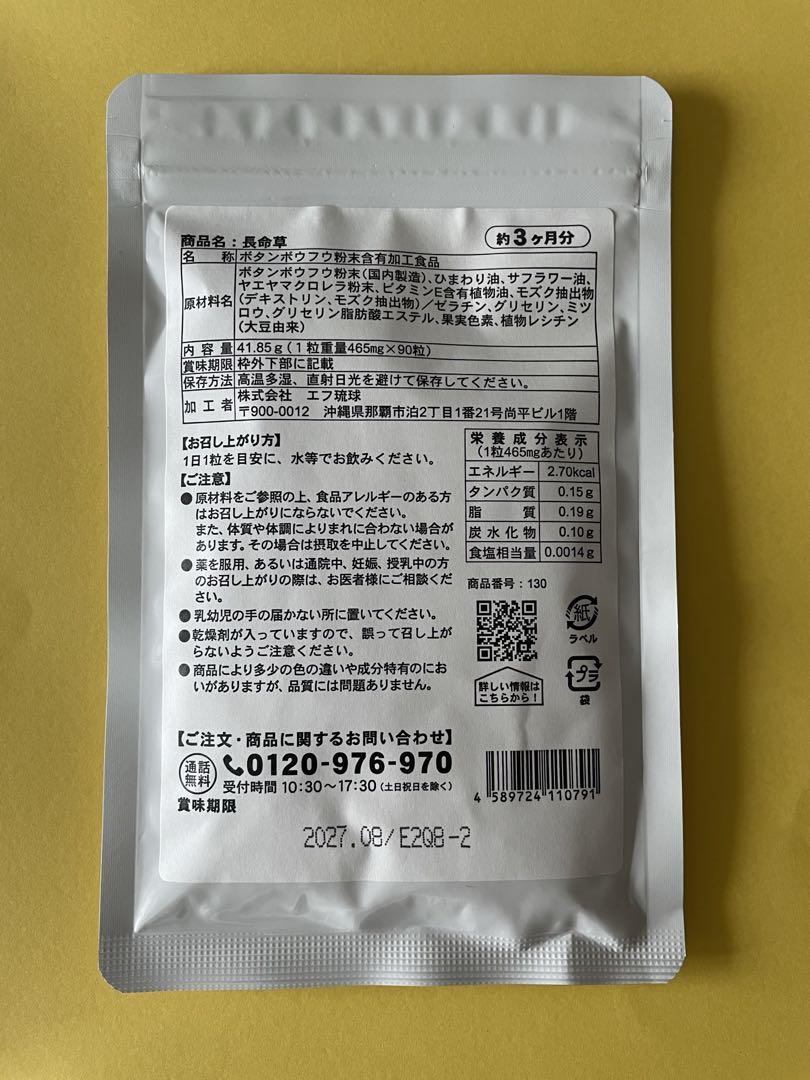 商品名：長命草
約3ヶ月分
名称 ボタンボウフウ粉末含有加工食品
原材料名 ボタンボウフウ粉末(国内製造)、ひまわり油、サフラワー油、
ヤエヤマクロレラ粉末、ビタミンE含有植物油、モズク抽出物
(デキストリン、モズク抽出物)／ゼラチン、グリセリン、ミツ
ロウ、グリセリン脂肪酸エステル、果実色素、植物レシチン
(大豆由来)
内容量 41.85g(1粒重量465mg×90粒)
賞味期限 枠外下部に記載
保存方法 高温多湿、直射日光を避けて保存してください。
加工者 株式会社 エフ琉球
〒900-0012 沖縄県那覇市泊2丁目1番21号尚平ビル1階
【お召し上がり方】
1日1粒を目安に、水等でお飲みください。
【ご注意】
●原材料をご参照の上、食品アレルギーのある方
はお召し上がりにならないでください。
また、体質や体調によりまれに合わない場合が
あります。その場合は摂取を中止してください。
●薬を服用、あるいは通院中、妊娠、授乳中の方
のお召し上がりの際は、お医者様にご相談くだ
さい。
●乳幼児の手の届かない所に置いてください。
●乾燥剤が入っていますので、誤って召し上が
らないようご注意ください。
●商品により多少の色の違いや成分特有のにお
いがありますが、品質には問題ありません。
栄養成分表示
(1粒465mgあたり)
エネルギー 2.70kcal
タンパク質 0.15g
脂質 0.19g
炭水化物 0.10g
食塩相当量 0.0014g
商品番号：130
紙
ラベル
詳しい情報は
こちらから！
プラ
袋
【ご注文・商品に関するお問い合わせ】
通話
無料
0120-976-970
受付時間 10:30～17:30(土日祝日を除く)
4 589724 110791
賞味期限
2027.08/E2Q8-2